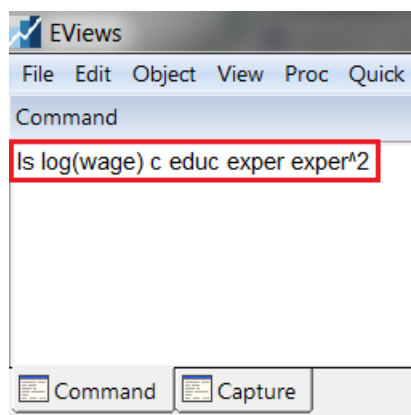 EViews
File Edit Object View Proc Quick
Command
ls log(wage) c educ exper exper^2
Command Capture